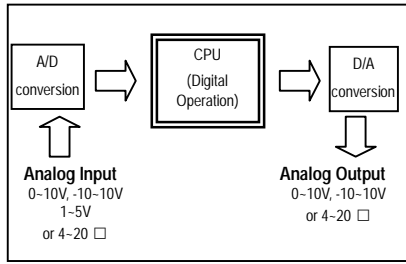 A/D
conversion
CPU
(Digital
Operation)
D/A
conversion
Analog Input
0~10V, -10~10V
1~5V
or 4~20 □
Analog Output
0~10V, -10~10V
or 4~20 □